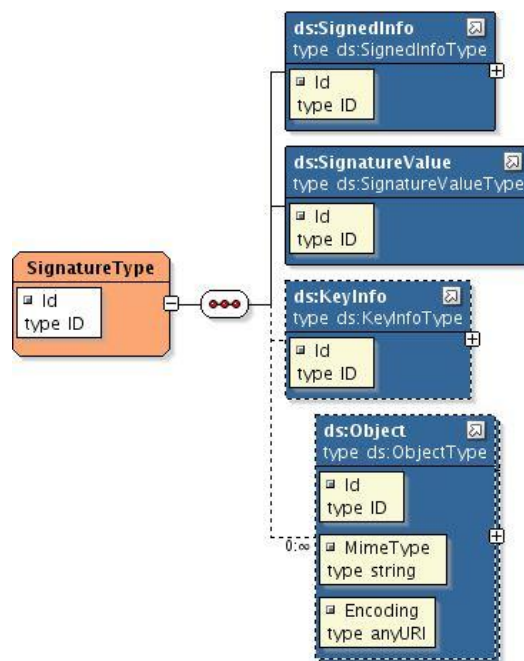 ds:SignedInfo
type ds:SignedInfoType
Id
type ID
ds:SignatureValue
type ds:SignatureValueType
Id
type ID
SignatureType
Id
type ID
ds:KeyInfo
type ds:KeyInfoType
Id
type ID
ds:Object
type ds:ObjectType
Id
type ID
0:∞
MimeType
type string
Encoding
type anyURI